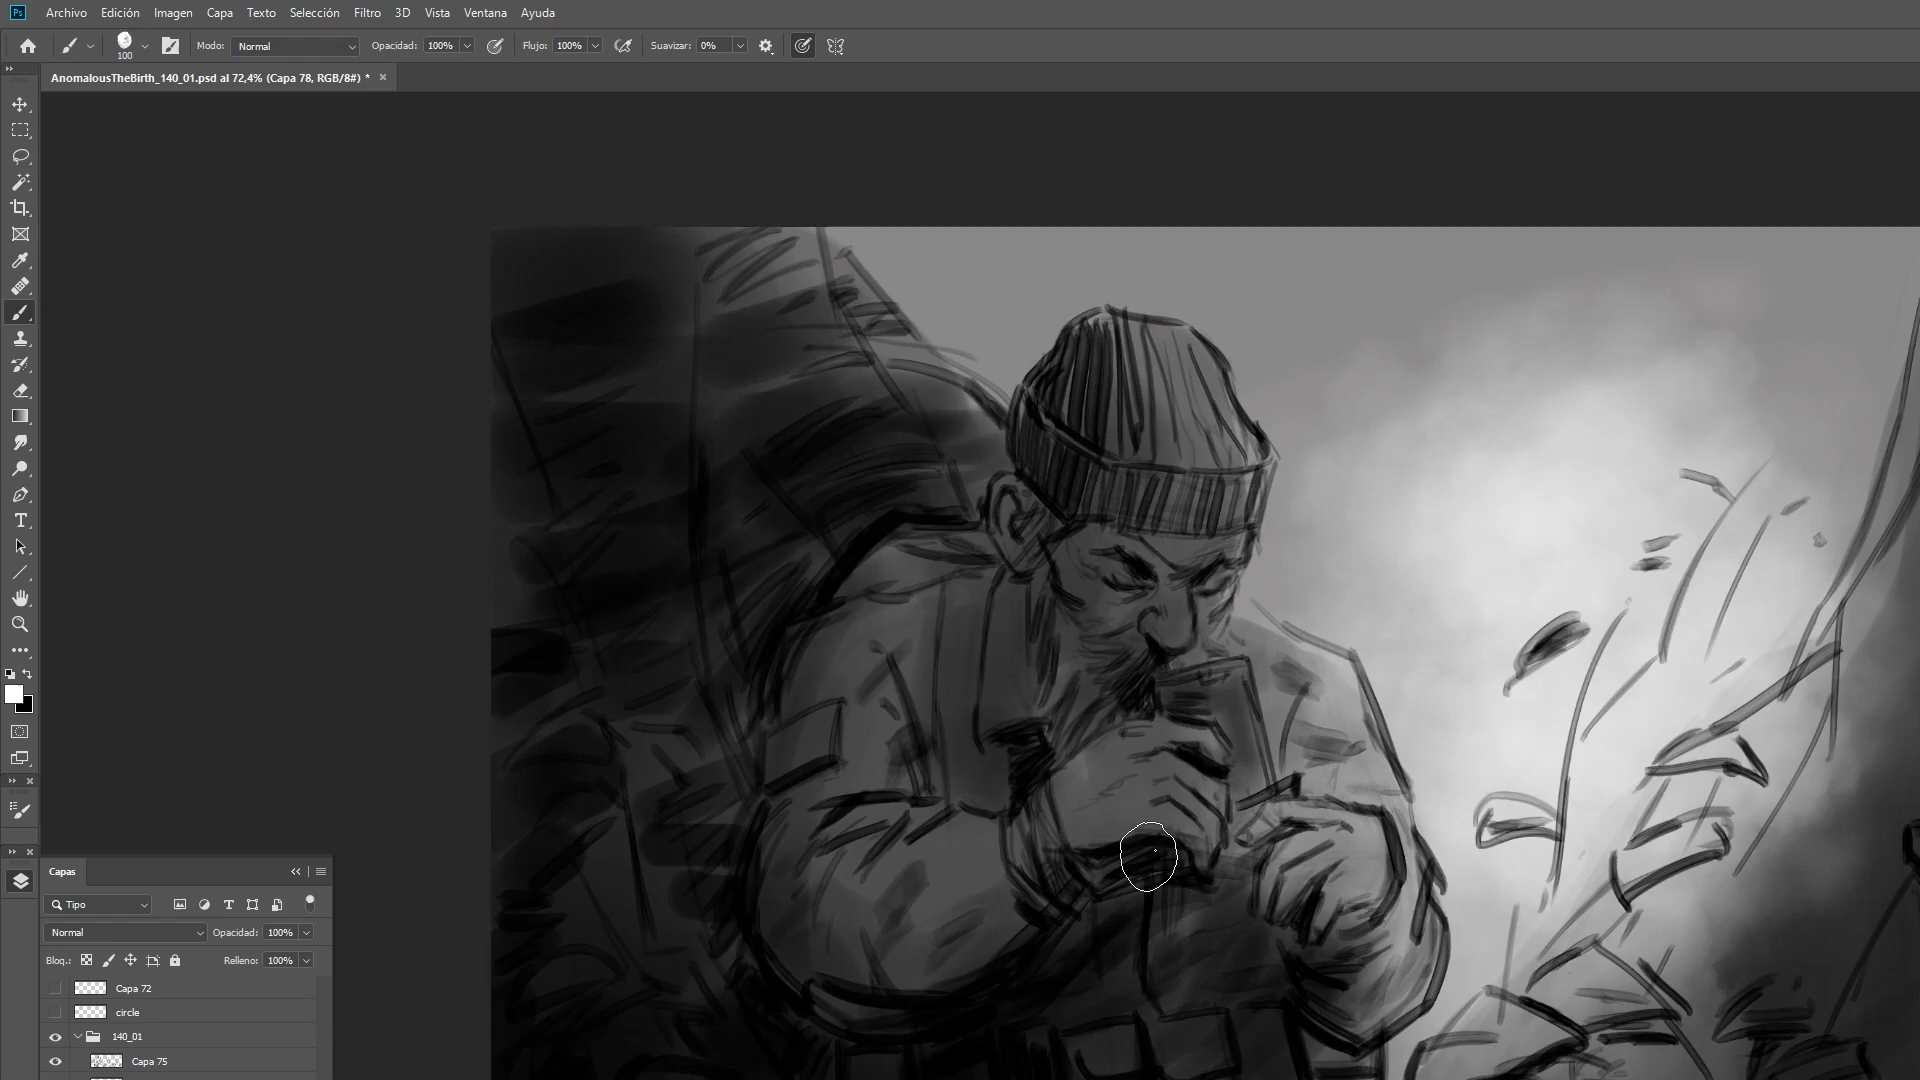 Ps Archivo Edición Imagen Capa Texto Selección Filtro 3D Vista Ventana Ayuda
100 Modo: Normal Opacidad: 100% Flujo: 100% Suavizar: 0%
AnomalousTheBirth_140_01.psd al 72,4% (Capa 78, RGB/8#) *
Capas
Tipo
Normal Opacidad: 100%
Bloq.: Relleno: 100%
Capa 72
circle
140_01
Capa 75